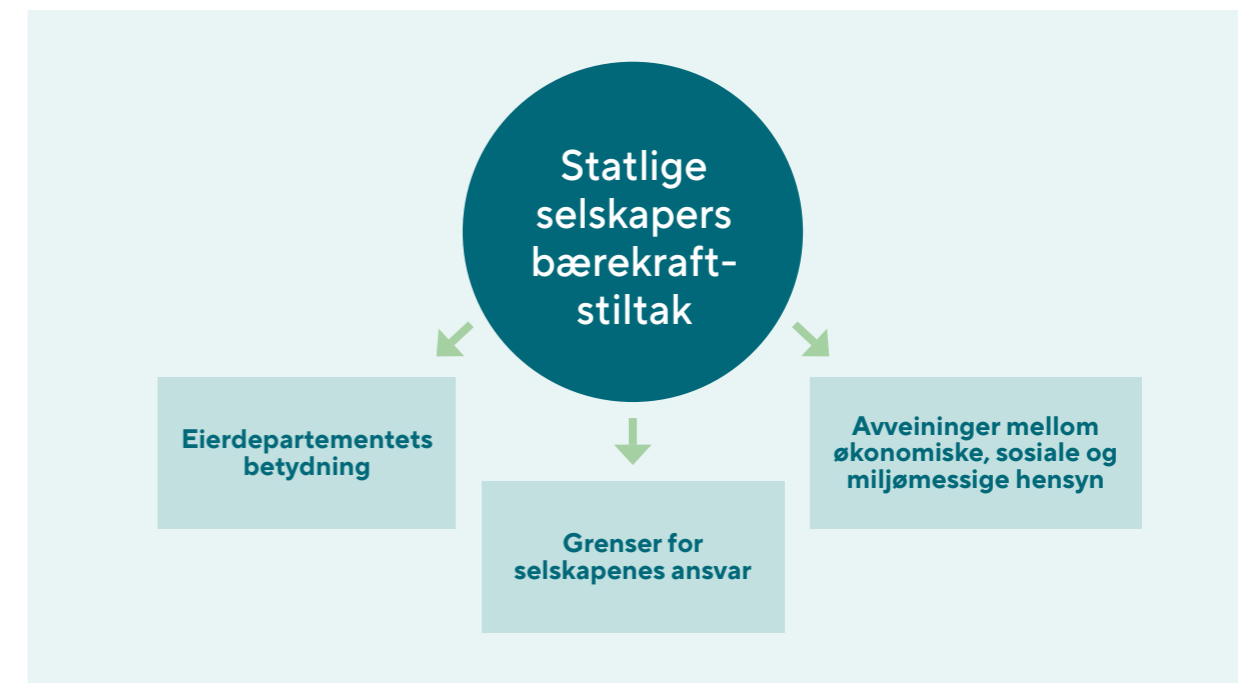 Statlige
selskapers
bærekraft-
stiltak
Eierdepartementets
betydning
Grenser for
selskapenes ansvar
Avveininger mellom
økonomiske, sosiale og
miljømessige hensyn